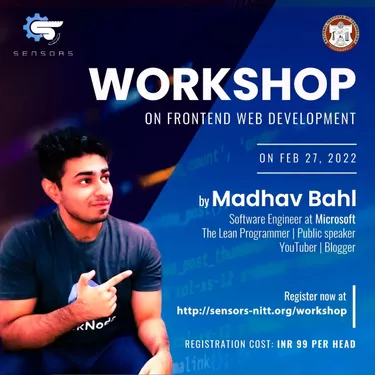 SENSORS
WORKSHOP
ON FRONTEND WEB DEVELOPMENT
ON FEB 27, 2022
by Madhav Bahl
Software Engineer at Microsoft
The Lean Programmer | Public speaker
YouTuber | Blogger
Register now at
http://sensors-nitt.org/workshop
REGISTRATION COST: INR 99 PER HEAD